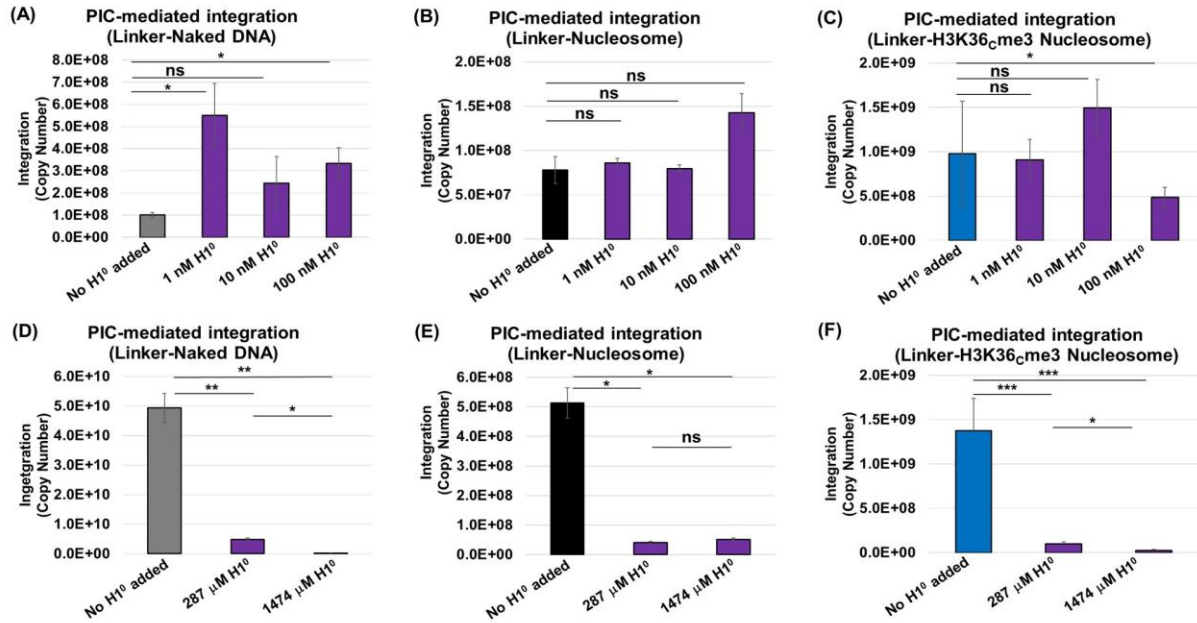 (A)
PIC-mediated integration
(Linker-Naked DNA)
Integration
(Copy Number)
8.0E+08
7.0E+08
6.0E+08
5.0E+08
4.0E+08
3.0E+08
2.0E+08
1.0E+08
0.0E+00
*
ns
*
No H1⁰ added
1 nM H1⁰
10 nM H1⁰
100 nM H1⁰
(B)
PIC-mediated integration
(Linker-Nucleosome)
Integration
(Copy Number)
2.0E+08
1.5E+08
1.0E+08
5.0E+07
0.0E+00
ns
ns
ns
No H1⁰ added
1 nM H1⁰
10 nM H1⁰
100 nM H1⁰
(C)
PIC-mediated integration
(Linker-H3K36cme3 Nucleosome)
Integration
(Copy Number)
2.0E+09
1.5E+09
1.0E+09
5.0E+08
0.0E+00
*
ns
ns
No H1⁰ added
1 nM H1⁰
10 nM H1⁰
100 nM H1⁰
(D)
PIC-mediated integration
(Linker-Naked DNA)
Ingetgration
(Copy Number)
6.0E+10
5.0E+10
4.0E+10
3.0E+10
2.0E+10
1.0E+10
0.0E+00
**
**
*
No H1⁰ added
287 µM H1⁰
1474 µM H1⁰
(E)
PIC-mediated integration
(Linker-Nucleosome)
Integration
(Copy Number)
6.0E+08
5.0E+08
4.0E+08
3.0E+08
2.0E+08
1.0E+08
0.0E+00
*
*
ns
No H1⁰ added
287 µM H1⁰
1474 µM H1⁰
(F)
PIC-mediated integration
(Linker-H3K36cme3 Nucleosome)
Integration
(Copy Number)
2.0E+09
1.5E+09
1.0E+09
5.0E+08
0.0E+00
***
***
*
No H1⁰ added
287 µM H1⁰
1474 µM H1⁰